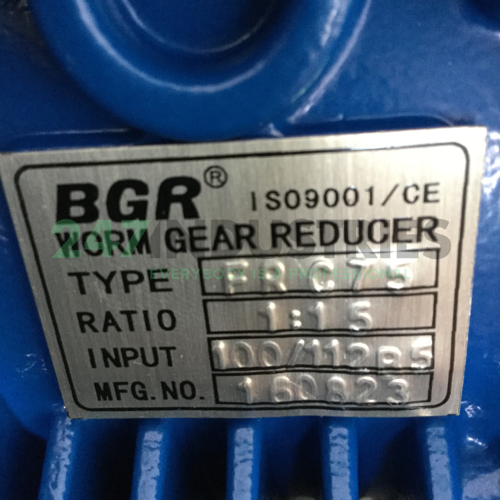 BGR® ISO9001/CE
WORM GEAR REDUCER
TYPE FRC75
RATIO 1:15
INPUT 100/112B5
MFG.NO. 160823